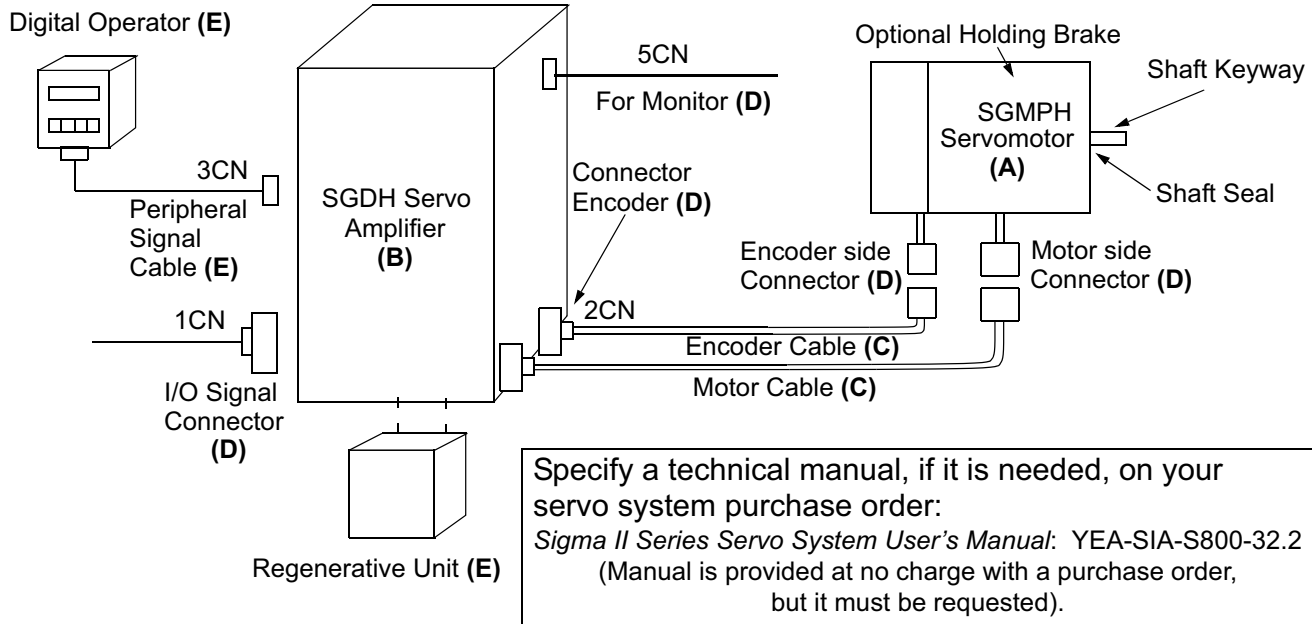 Digital Operator (E)
3CN
Peripheral
Signal
Cable (E)
1CN
I/O Signal
Connector
(D)
SGDH Servo
Amplifier
(B)
Regenerative Unit (E)
5CN
For Monitor (D)
Connector
Encoder (D)
2CN
Encoder Cable (C)
Motor Cable (C)
Optional Holding Brake
Shaft Keyway
SGMPH
Servomotor
(A)
Shaft Seal
Encoder side
Connector (D)
Motor side
Connector (D)
Specify a technical manual, if it is needed, on your
servo system purchase order:
Sigma II Series Servo System User's Manual: YEA-SIA-S800-32.2
(Manual is provided at no charge with a purchase order,
but it must be requested).